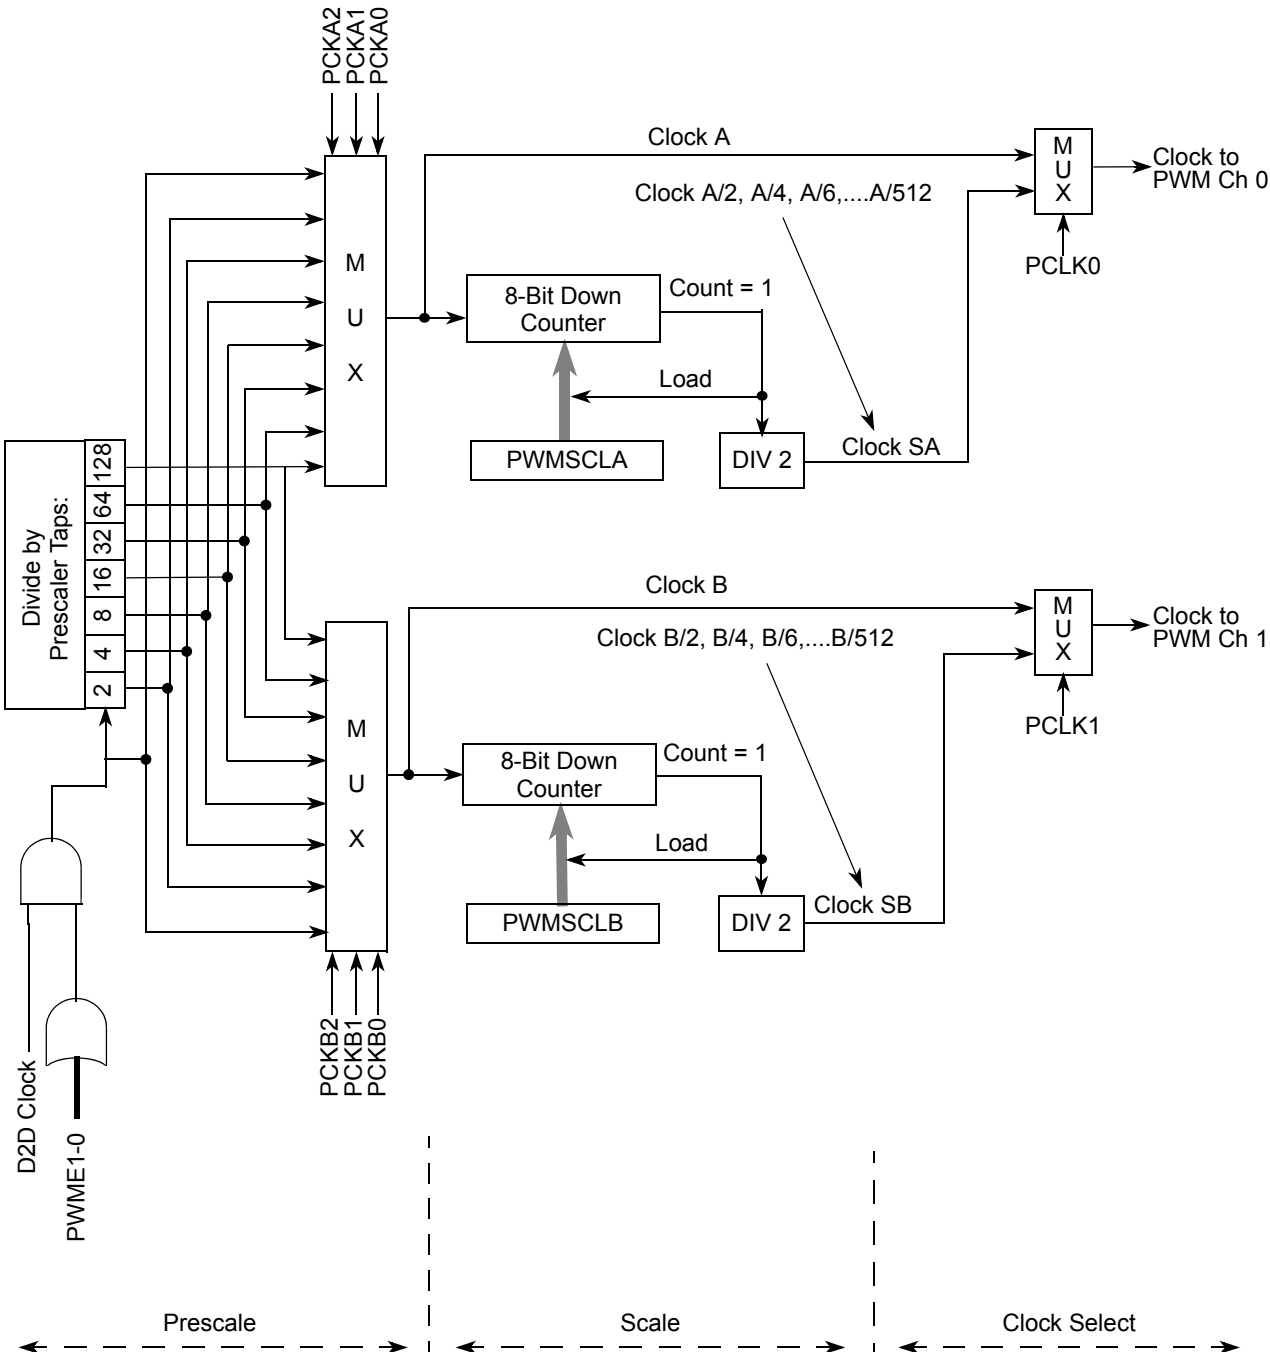 PCKA2
PCKA1
PCKA0
Clock A
M
U
X
Clock to
PWM Ch 0
Clock A/2, A/4, A/6,....A/512
PCLK0
M
U
X
8-Bit Down
Counter
Count = 1
Load
PWMSCLA
DIV 2
Clock SA
Divide by
Prescaler Taps:
128
64
32
16
8
4
2
Clock B
M
U
X
Clock to
PWM Ch 1
Clock B/2, B/4, B/6,....B/512
PCLK1
M
U
X
8-Bit Down
Counter
Count = 1
Load
PWMSCLB
DIV 2
Clock SB
PCKB2
PCKB1
PCKB0
D2D Clock
PWME1-0
Prescale
Scale
Clock Select